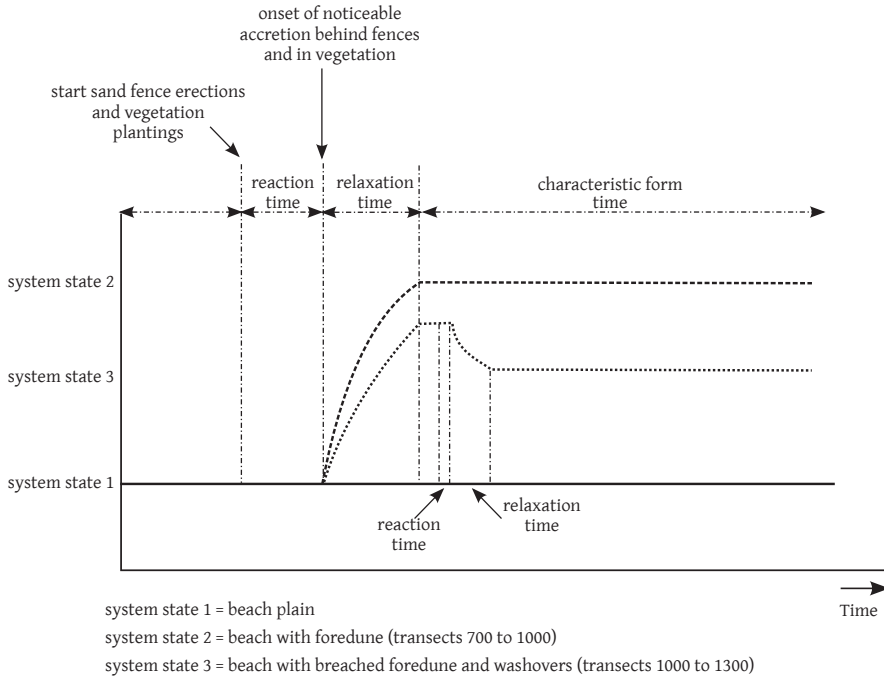 onset of noticeable
accretion behind fences
and in vegetation
start sand fence erections
and vegetation
plantings
reaction
time
relaxation
time
characteristic form
time
system state 2
system state 3
system state 1
reaction
time
relaxation
time
Time
system state 1 = beach plain
system state 2 = beach with foredune (transects 700 to 1000)
system state 3 = beach with breached foredune and washovers (transects 1000 to 1300)